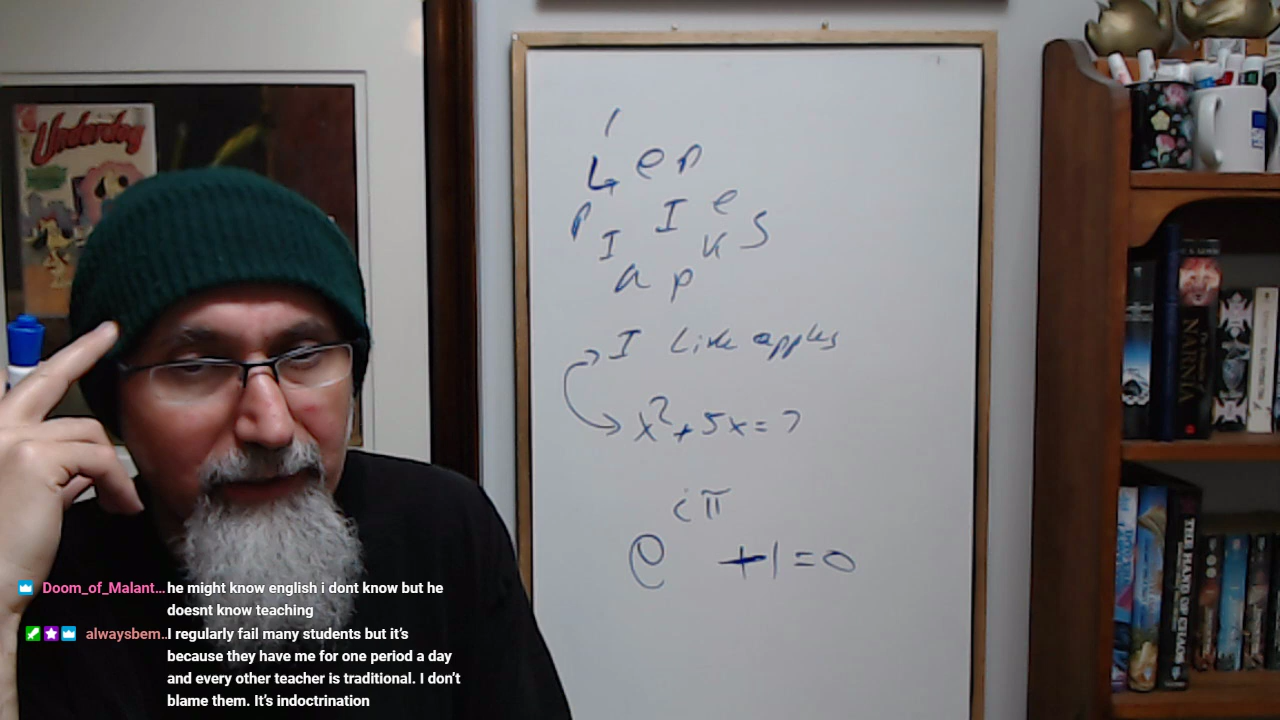 Underdog
L e n
P I I e
K S
a p
I Like apples
x²+5x=7
e^iπ +1=0
NARNIA
THE HAND OF CHAOS
Doom_of_Malant... he might know english i dont know but he
doesnt know teaching
alwaysbem.. I regularly fail many students but it's
because they have me for one period a day
and every other teacher is traditional. I don't
blame them. It's indoctrination